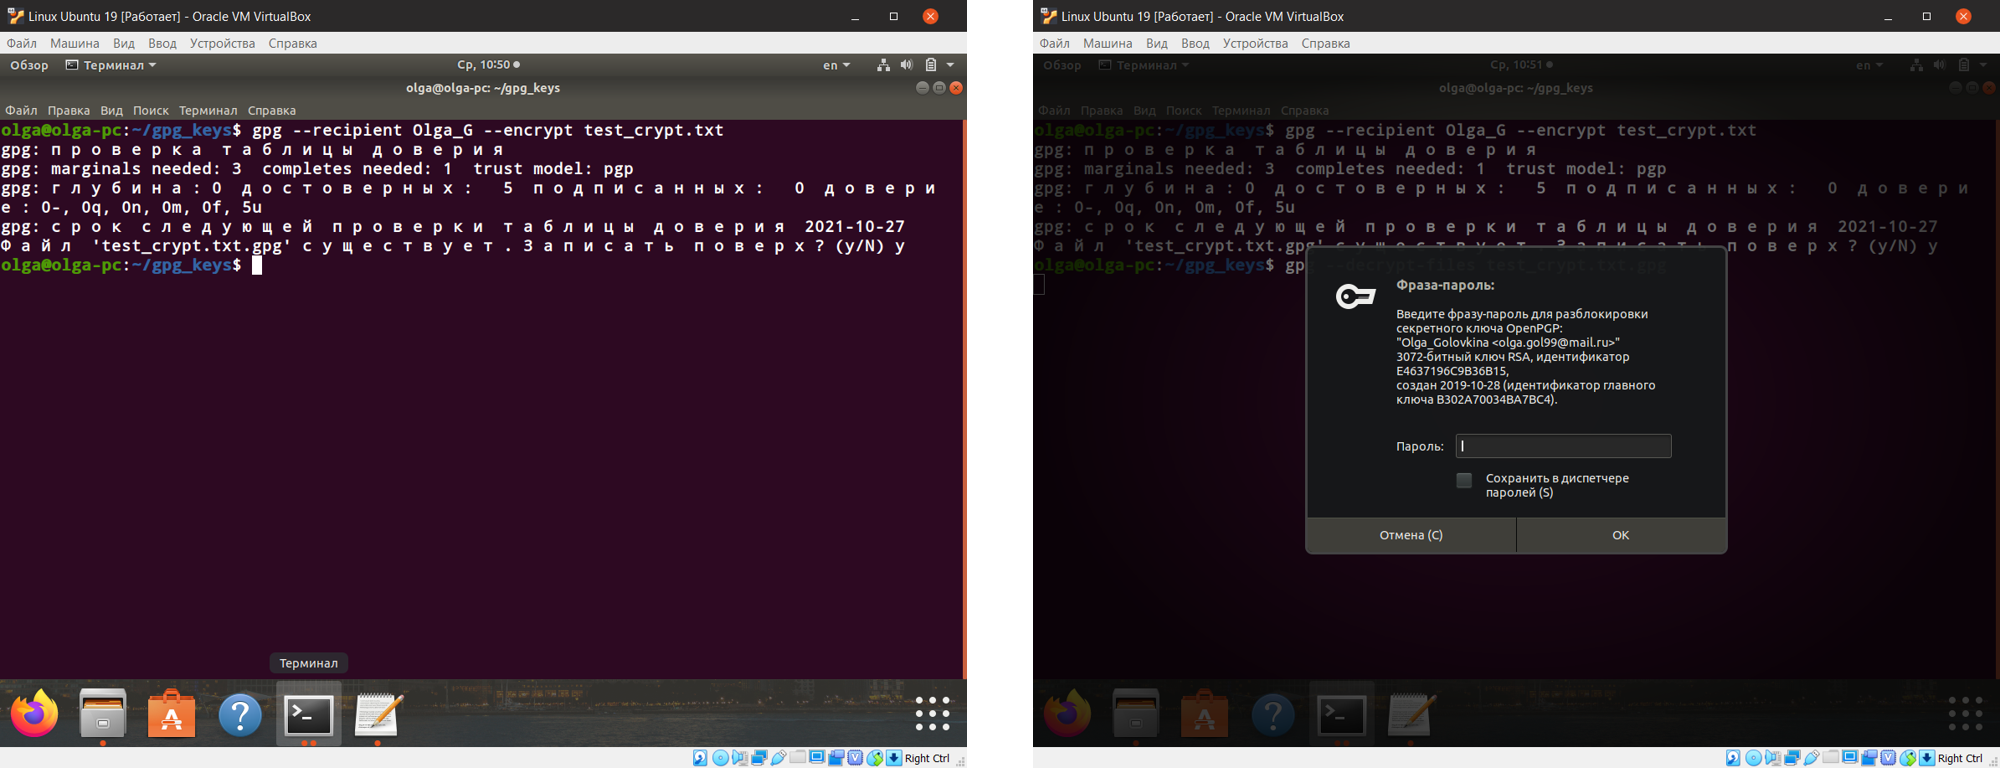 Linux Ubuntu 19 [Работает] - Oracle VM VirtualBox
Файл Машина Вид Ввод Устройства Справка
Обзор Терминал Ср, 10:50 en
olga@olga-pc: ~/gpg_keys
Файл Правка Вид Поиск Терминал Справка
olga@olga-pc:~/gpg_keys$ gpg --recipient Olga_G --encrypt test_crypt.txt
gpg: проверка таблицы доверия
gpg: marginals needed: 3 completes needed: 1 trust model: pgp
gpg: глубина:0 достоверных: 5 подписанных: 0 довери
е: 0-, 0q, 0n, 0m, 0f, 5u
gpg: срок следующей проверки таблицы доверия 2021-10-27
Файл 'test_crypt.txt.gpg' существует.Записать поверх?(y/N) y
olga@olga-pc:~/gpg_keys$
Терминал
Right Ctrl
Linux Ubuntu 19 [Работает] - Oracle VM VirtualBox
Файл Машина Вид Ввод Устройства Справка
Обзор Терминал Ср, 10:51 en
olga@olga-pc: ~/gpg_keys
Файл Правка Вид Поиск Терминал Справка
olga@olga-pc:~/gpg_keys$ gpg --recipient Olga_G --encrypt test_crypt.txt
gpg: проверка таблицы доверия
gpg: marginals needed: 3 completes needed: 1 trust model: pgp
gpg: глубина:0 достоверных: 5 подписанных: 0 довери
е: 0-, 0q, 0n, 0m, 0f, 5u
gpg: срок следующей проверки таблицы доверия 2021-10-27
Файл 'test_crypt.txt.gpg' существует.Записать поверх?(y/N) y
olga@olga-pc:~/gpg_keys$ gpg --decrypt-files test_crypt.txt.gpg
Фраза-пароль:
Введите фразу-пароль для разблокировки
секретного ключа OpenPGP:
"Olga_Golovkina <olga.gol99@mail.ru>"
3072-битный ключ RSA, идентификатор
E4637196C9B36B15,
создан 2019-10-28 (идентификатор главного
ключа B302A70034BA7BC4).
Пароль:
Сохранить в диспетчере
паролей (S)
Отмена (C) OK
Right Ctrl